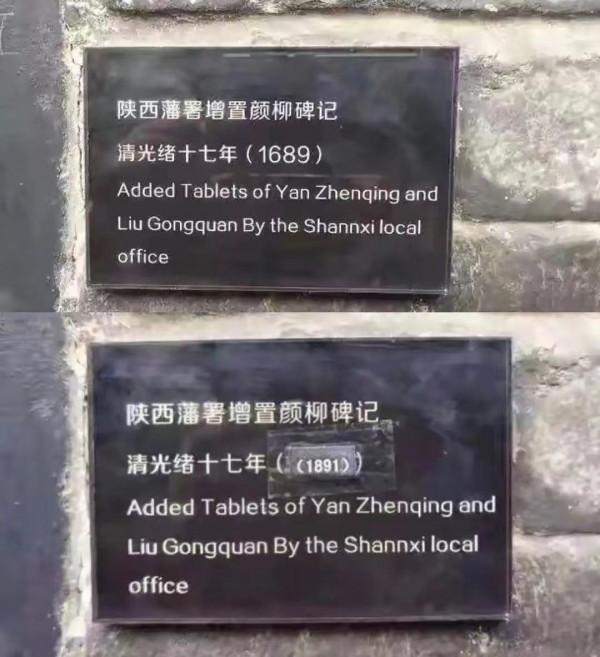 陕西藩署增置颜柳碑记
清光绪十七年（1689）
Added Tablets of Yan Zhenqing and
Liu Gongquan By the Shannxi local
office
陕西藩署增置颜柳碑记
清光绪十七年（（1891））
Added Tablets of Yan Zhenqing and
Liu Gongquan By the Shannxi local
office